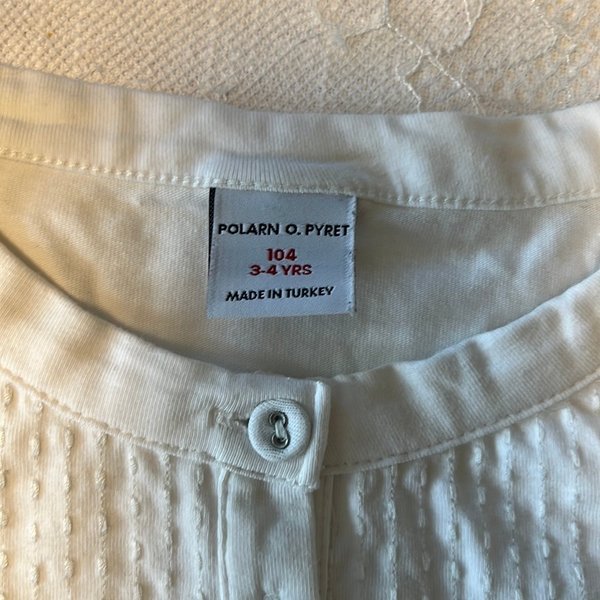 POLARN O. PYRET
104
3-4 YRS
MADE IN TURKEY